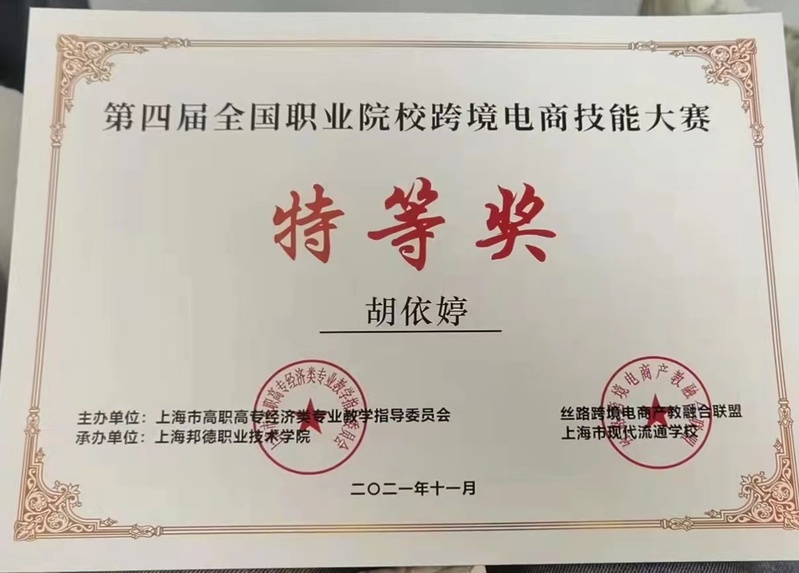 第四届全国职业院校跨境电商技能大赛
特等奖
胡依婷
主办单位：上海市高职高专经济类专业教学指导委员会
丝路跨境电商产教融合联盟
承办单位：上海邦德职业技术学院
上海市现代流通学校
二〇二一年十一月